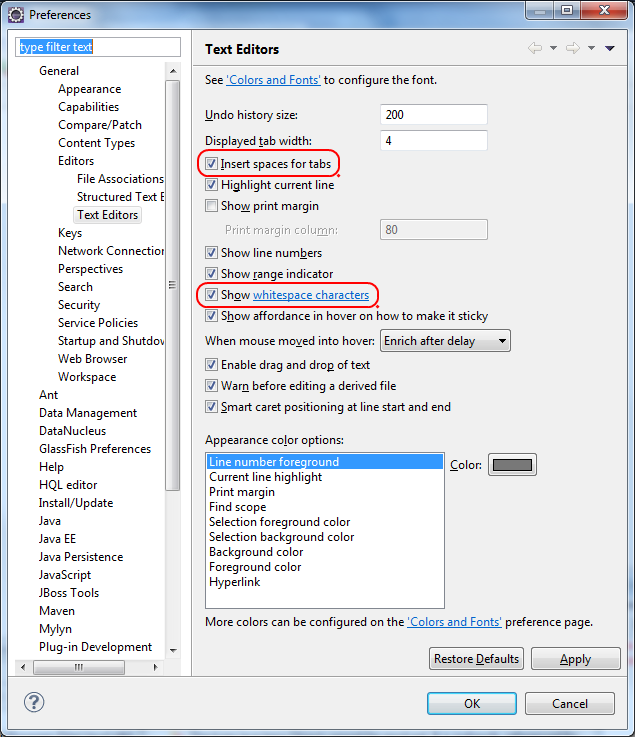 Preferences
type filter text
General
Appearance
Capabilities
Compare/Patch
Content Types
Editors
File Associations
Structured Text E
Text Editors
Keys
Network Connection
Perspectives
Search
Security
Service Policies
Startup and Shutdov
Web Browser
Workspace
Ant
Data Management
DataNucleus
GlassFish Preferences
Help
HQL editor
Install/Update
Java
Java EE
Java Persistence
JavaScript
JBoss Tools
Maven
Mylyn
Plug-in Development
Text Editors
See 'Colors and Fonts' to configure the font.
Undo history size: 200
Displayed tab width: 4
Insert spaces for tabs
Highlight current line
Show print margin
Print margin column: 80
Show line numbers
Show range indicator
Show whitespace characters
Show affordance in hover on how to make it sticky
When mouse moved into hover: Enrich after delay
Enable drag and drop of text
Warn before editing a derived file
Smart caret positioning at line start and end
Appearance color options:
Line number foreground
Current line highlight
Print margin
Find scope
Selection foreground color
Selection background color
Background color
Foreground color
Hyperlink
Color:
More colors can be configured on the 'Colors and Fonts' preference page.
Restore Defaults Apply
? OK Cancel